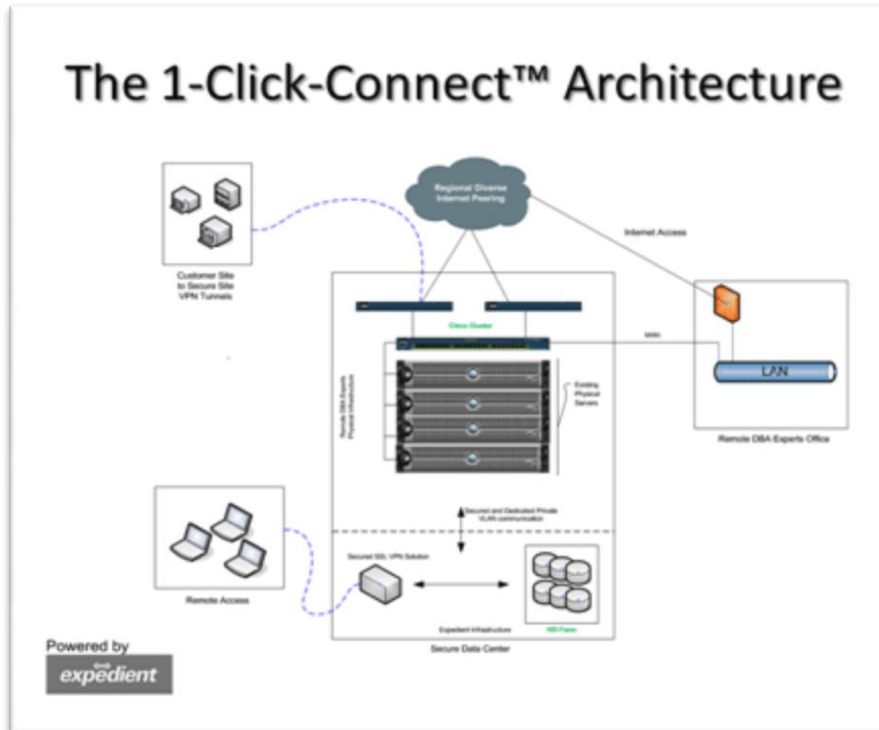 The 1-Click-Connect™ Architecture
Regional Diverse
Internet Peering
Customer Site
to Secure Site
VPN Tunnels
Internet Access
Cisco Cluster
LAN
Remote DBA Experts
Physical Infrastructure
Existing
Physical
Servers
Remote DBA Experts Office
Secured and Dedicated Private
VLAN communication
Secured SSL VPN Solution
Remote Access
Expedient Infrastructure
Farm
Secure Data Center
Powered by
expedient